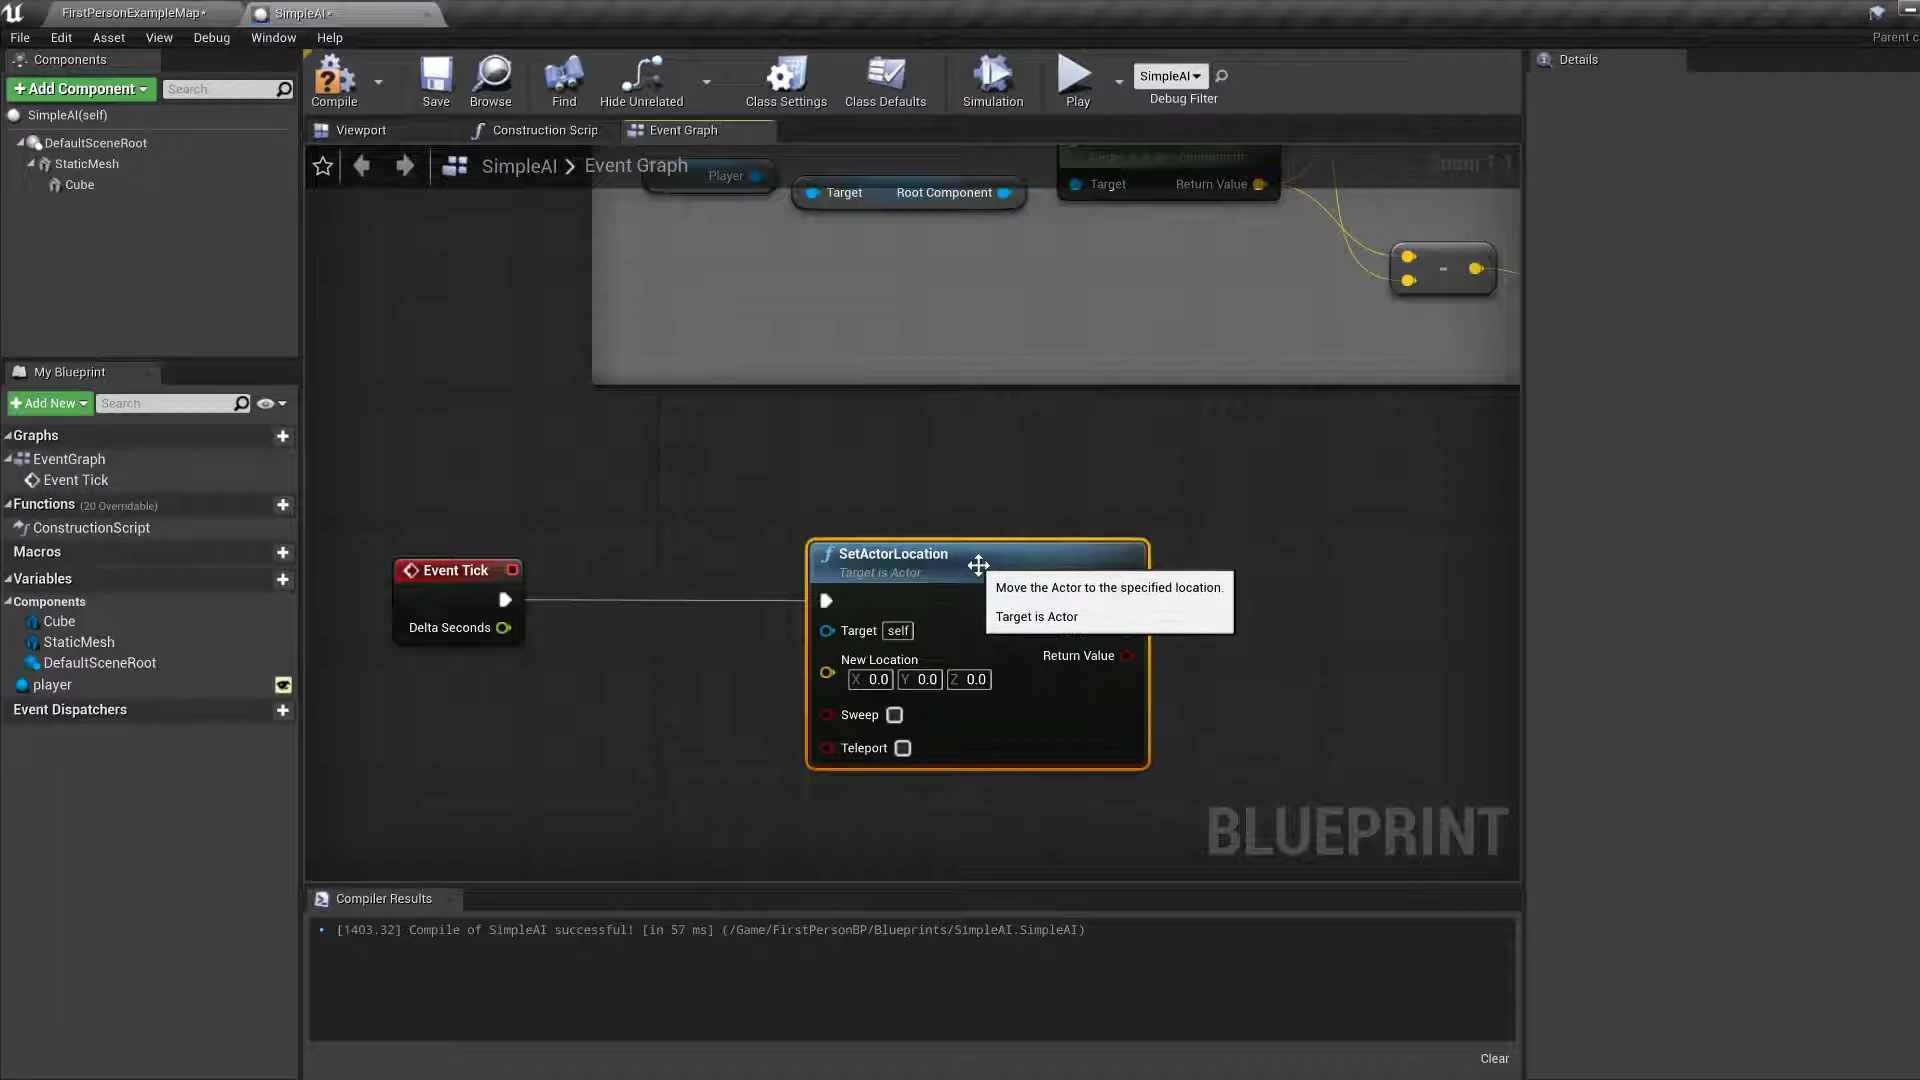 FirstPersonExampleMap*
SimpleAI*
File
Edit
Asset
View
Debug
Window
Help
Parent c
Components
+ Add Component
Search
SimpleAI(self)
DefaultSceneRoot
StaticMesh
Cube
Compile
Save
Browse
Find
Hide Unrelated
Class Settings
Class Defaults
Simulation
Play
SimpleAI
Debug Filter
Details
Viewport
Construction Scrip
Event Graph
SimpleAI > Event Graph
Player
Target
Root Component
Target
Return Value
-
My Blueprint
+ Add New
Search
Graphs
EventGraph
Event Tick
Functions (20 Overridable)
ConstructionScript
Macros
Variables
Components
Cube
StaticMesh
DefaultSceneRoot
player
Event Dispatchers
Event Tick
Delta Seconds
SetActorLocation
Target is Actor
Target self
New Location
X 0.0 Y 0.0 Z 0.0
Return Value
Sweep
Teleport
Move the Actor to the specified location.
Target is Actor
BLUEPRINT
Compiler Results
[1403.32] Compile of SimpleAI successful! [in 57 ms] (/Game/FirstPersonBP/Blueprints/SimpleAI.SimpleAI)
Clear